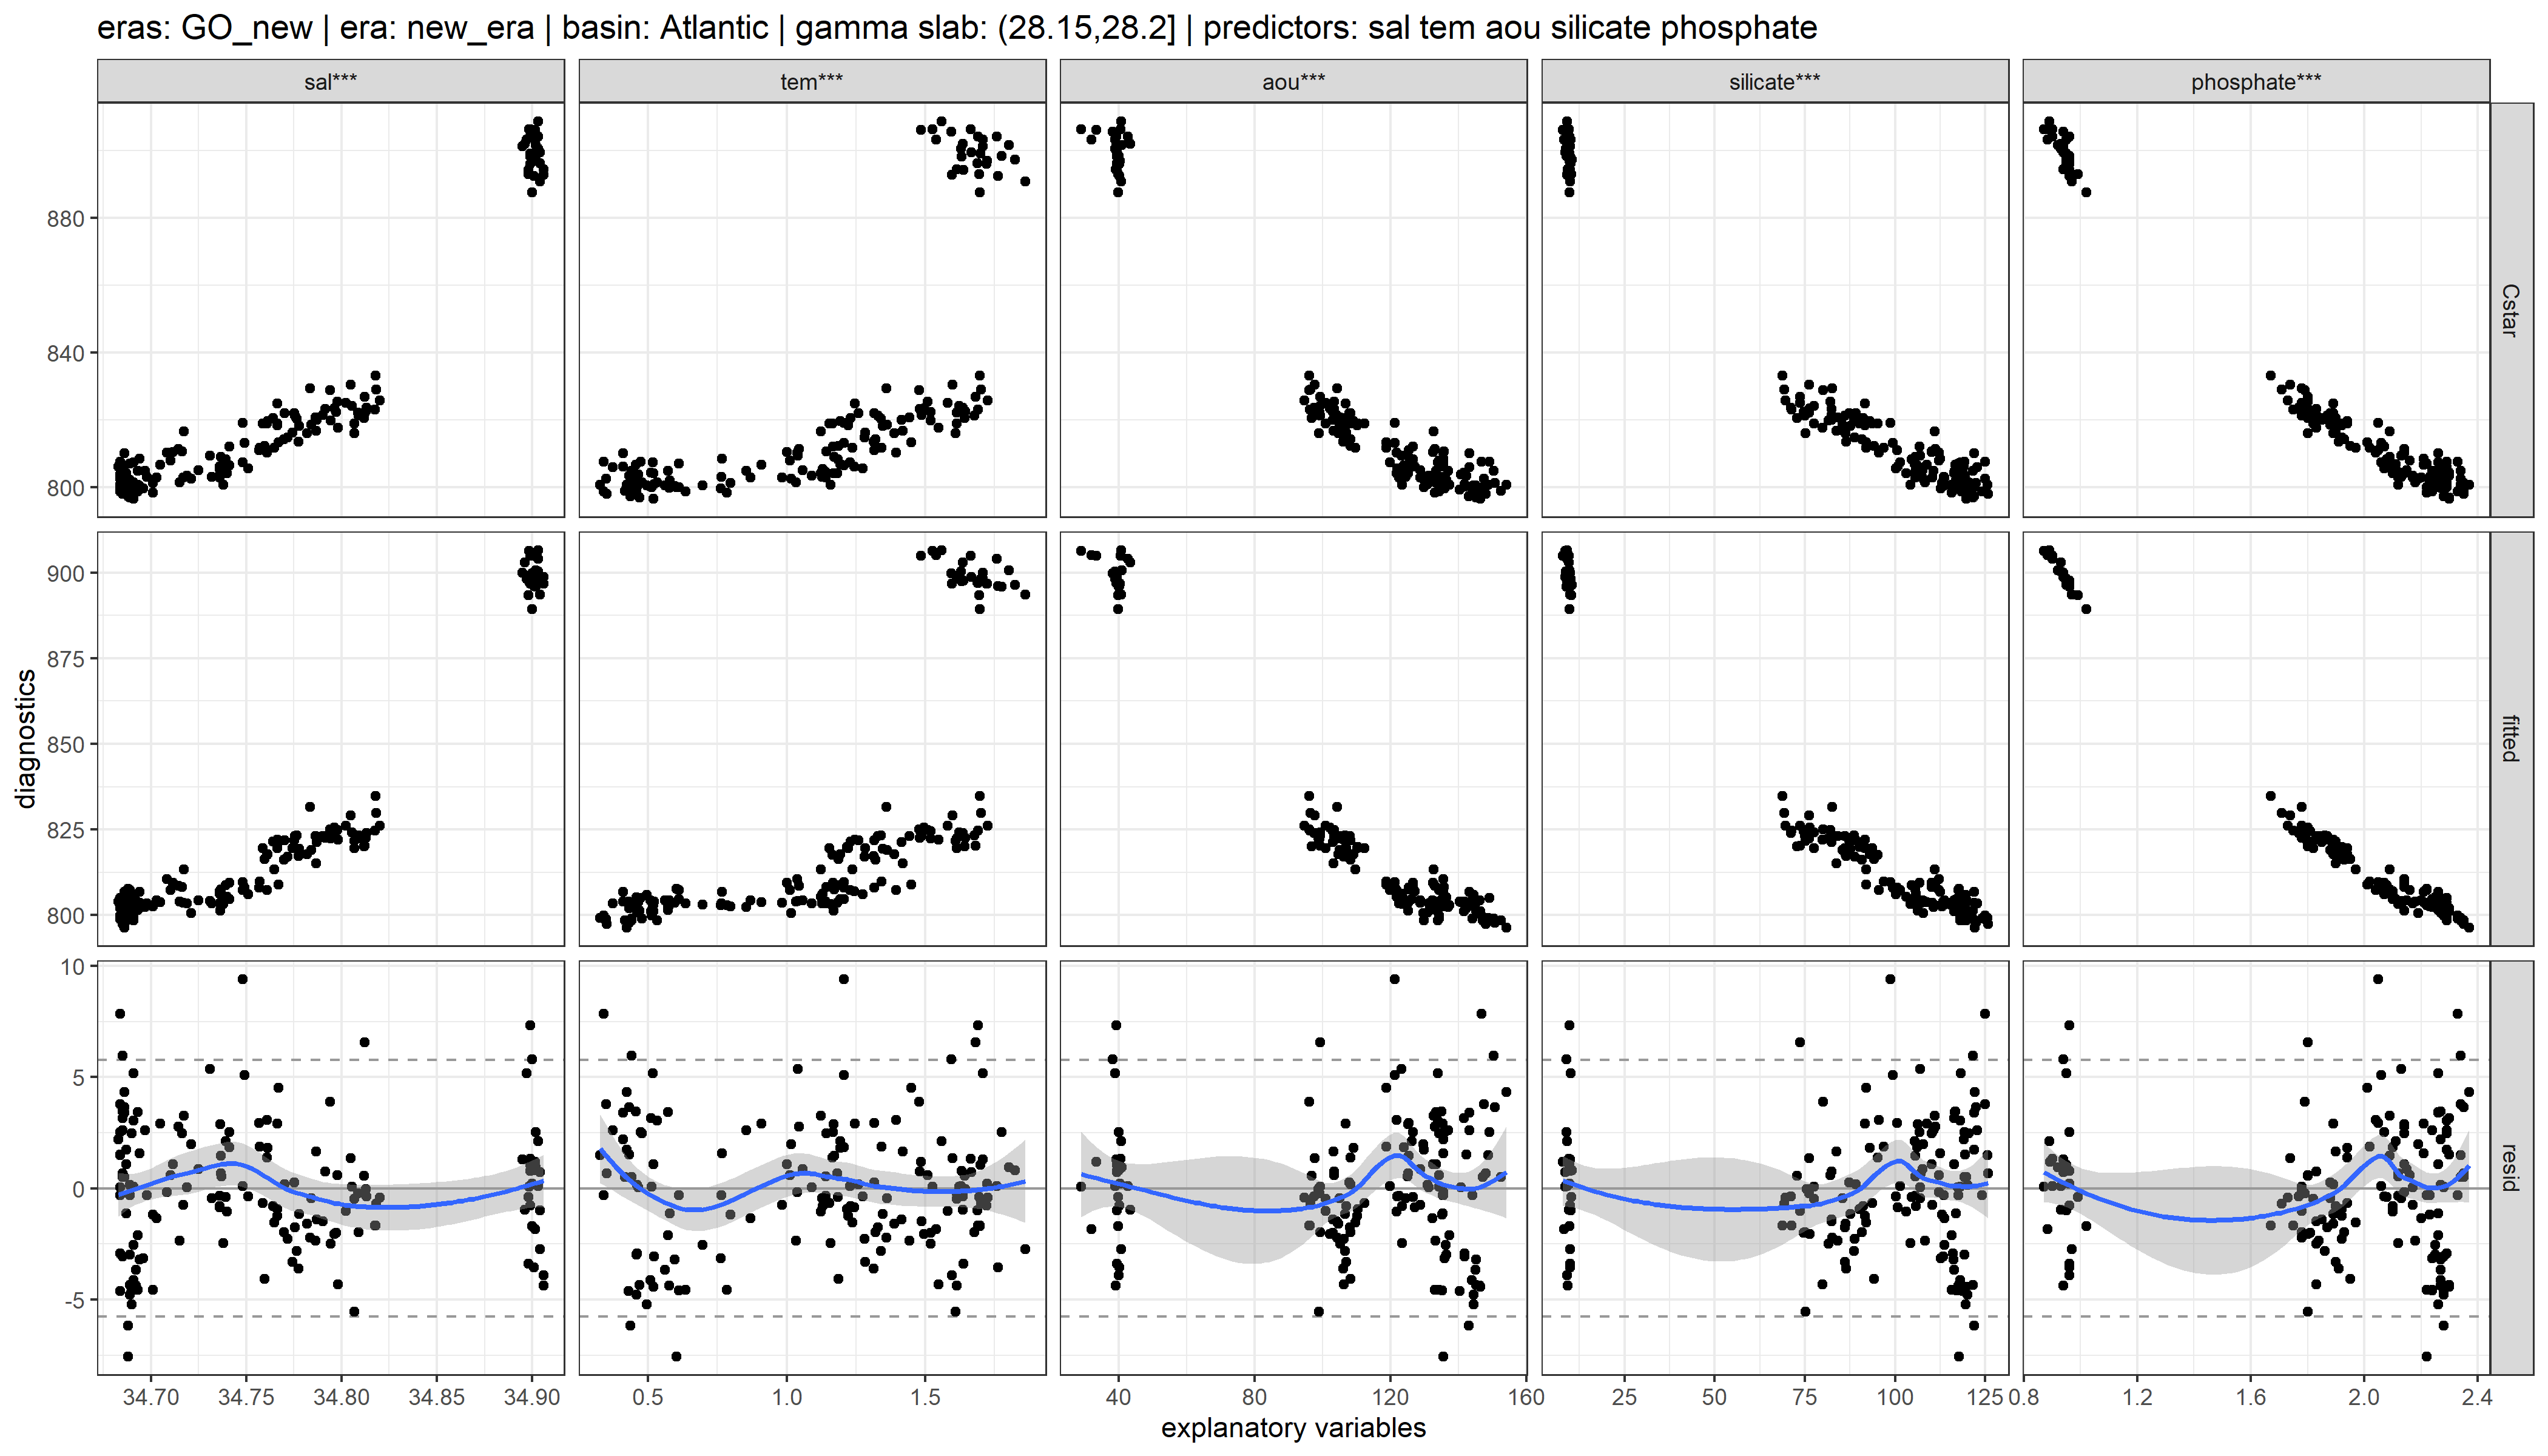 eras: GO_new | era: new_era | basin: Atlantic | gamma slab: (28.15,28.2] | predictors: sal tem aou silicate phosphate
sal*** tem*** aou*** silicate*** phosphate***
880
840
800
Cstar
900
875
850
825
800
fitted
10
5
0
-5
resid
diagnostics
34.70 34.75 34.80 34.85 34.90 0.5 1.0 1.5 40 80 120 160 25 50 75 100 125 0.8 1.2 1.6 2.0 2.4
explanatory variables